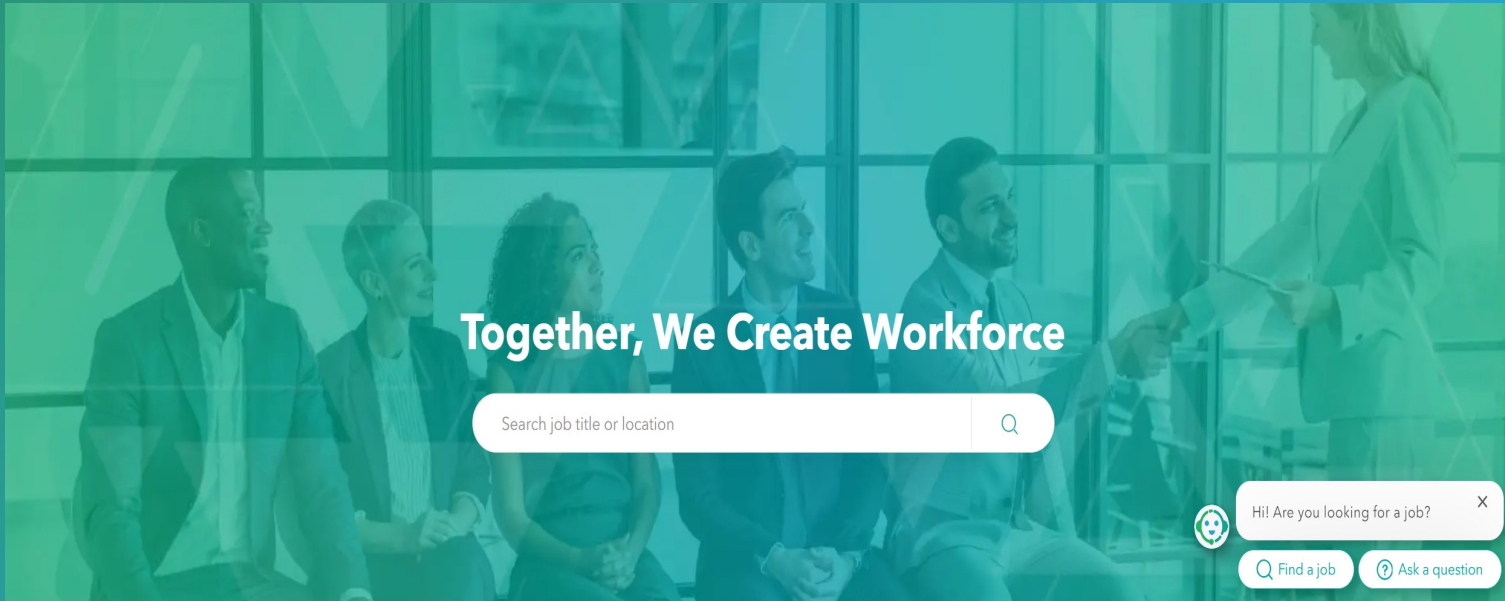 Together, We Create Workforce
Search job title or location
Hi! Are you looking for a job?
X
Find a job
Ask a question